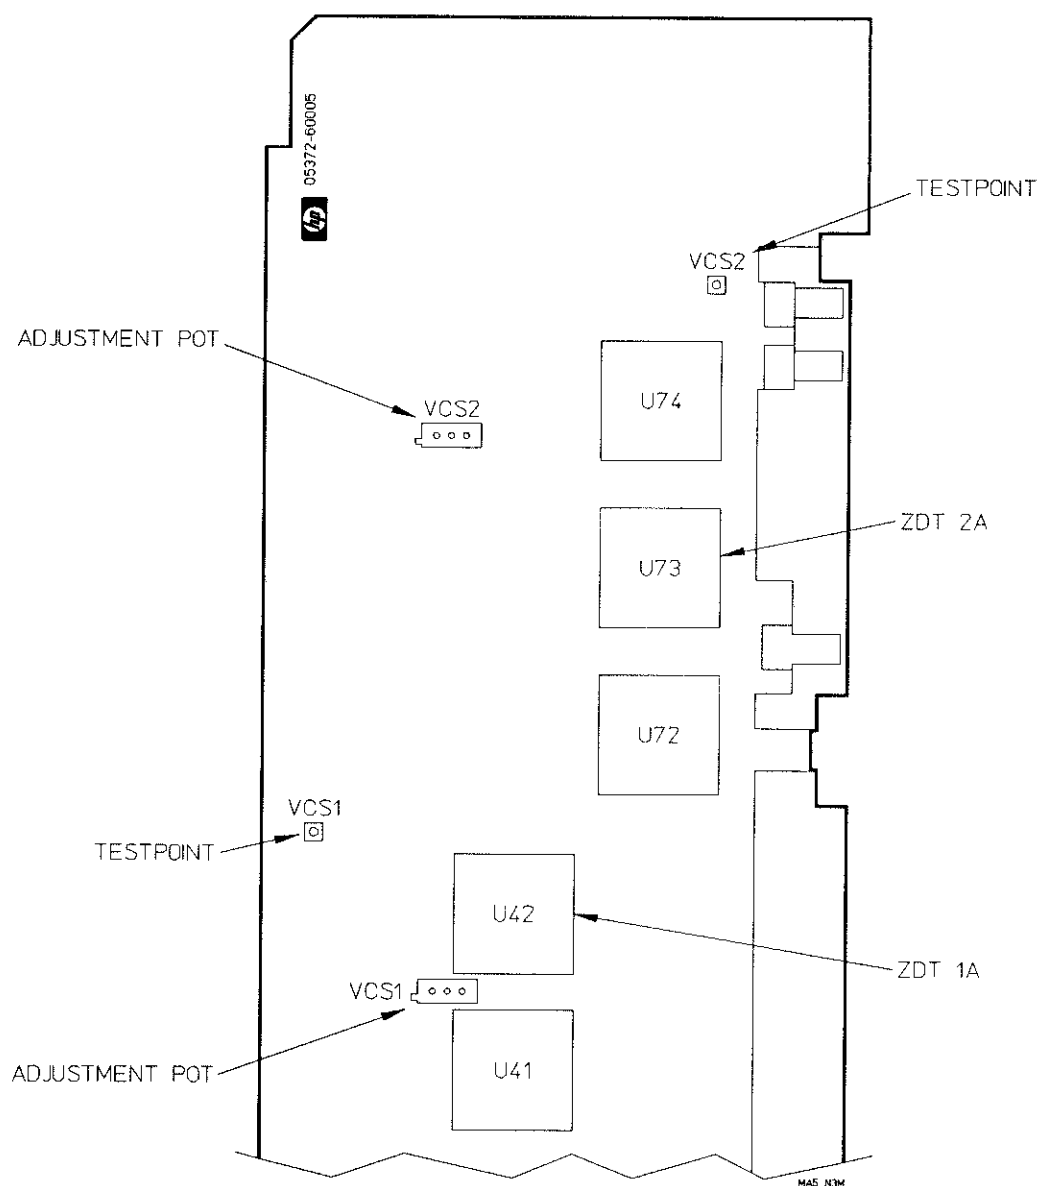 05372-60005
hp
TESTPOINT
VCS2
ADJUSTMENT POT
VCS2
U74
ZDT 2A
U73
U72
VCS1
TESTPOINT
U42
ZDT 1A
VCS1
ADJUSTMENT POT
U41
MA5_N3M